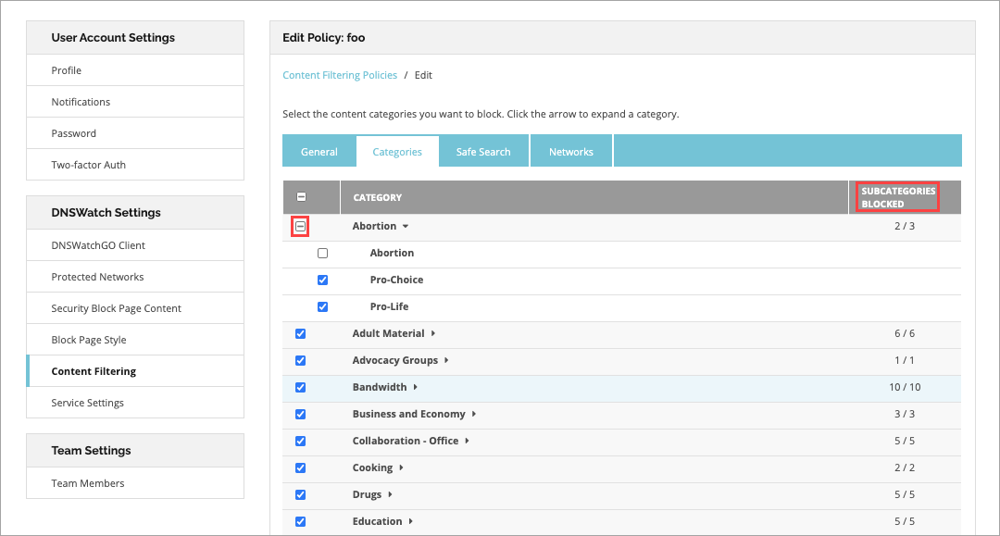 User Account Settings
Profile
Notifications
Password
Two-factor Auth
DNSWatch Settings
DNSWatchGO Client
Protected Networks
Security Block Page Content
Block Page Style
Content Filtering
Service Settings
Team Settings
Team Members
Edit Policy: foo
Content Filtering Policies / Edit
Select the content categories you want to block. Click the arrow to expand a category.
General Categories Safe Search Networks
CATEGORY SUBCATEGORIES
BLOCKED
Abortion 2 / 3
Abortion
Pro-Choice
Pro-Life
Adult Material 6 / 6
Advocacy Groups 1 / 1
Bandwidth 10 / 10
Business and Economy 3 / 3
Collaboration - Office 5 / 5
Cooking 2 / 2
Drugs 5 / 5
Education 5 / 5